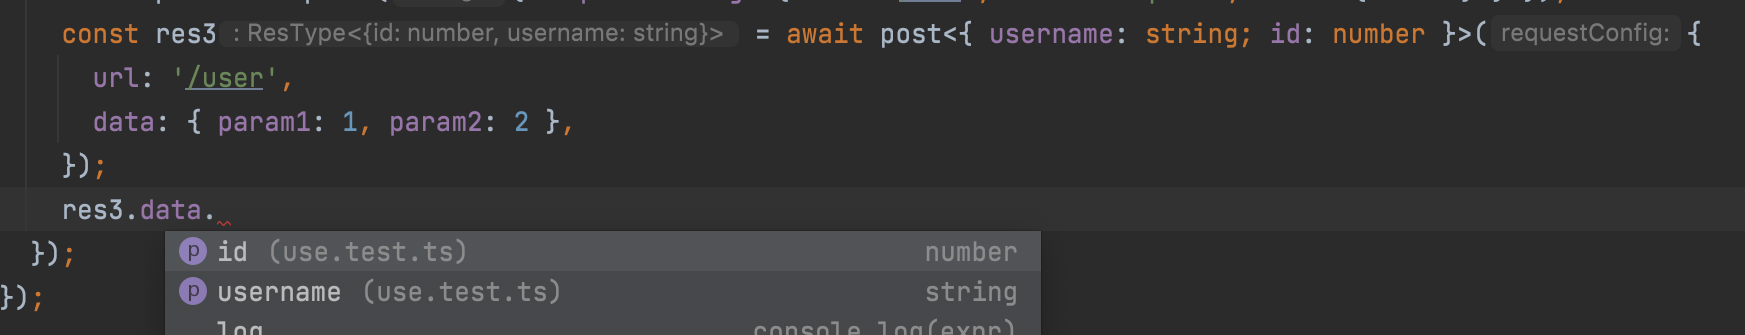 const res3 : ResType<{id: number, username: string}> = await post<{ username: string; id: number }>( requestConfig: {
url: '/user',
data: { param1: 1, param2: 2 },
});
res3.data.
});
p id (use.test.ts) number
});
p username (use.test.ts) string
log console.log(expr)